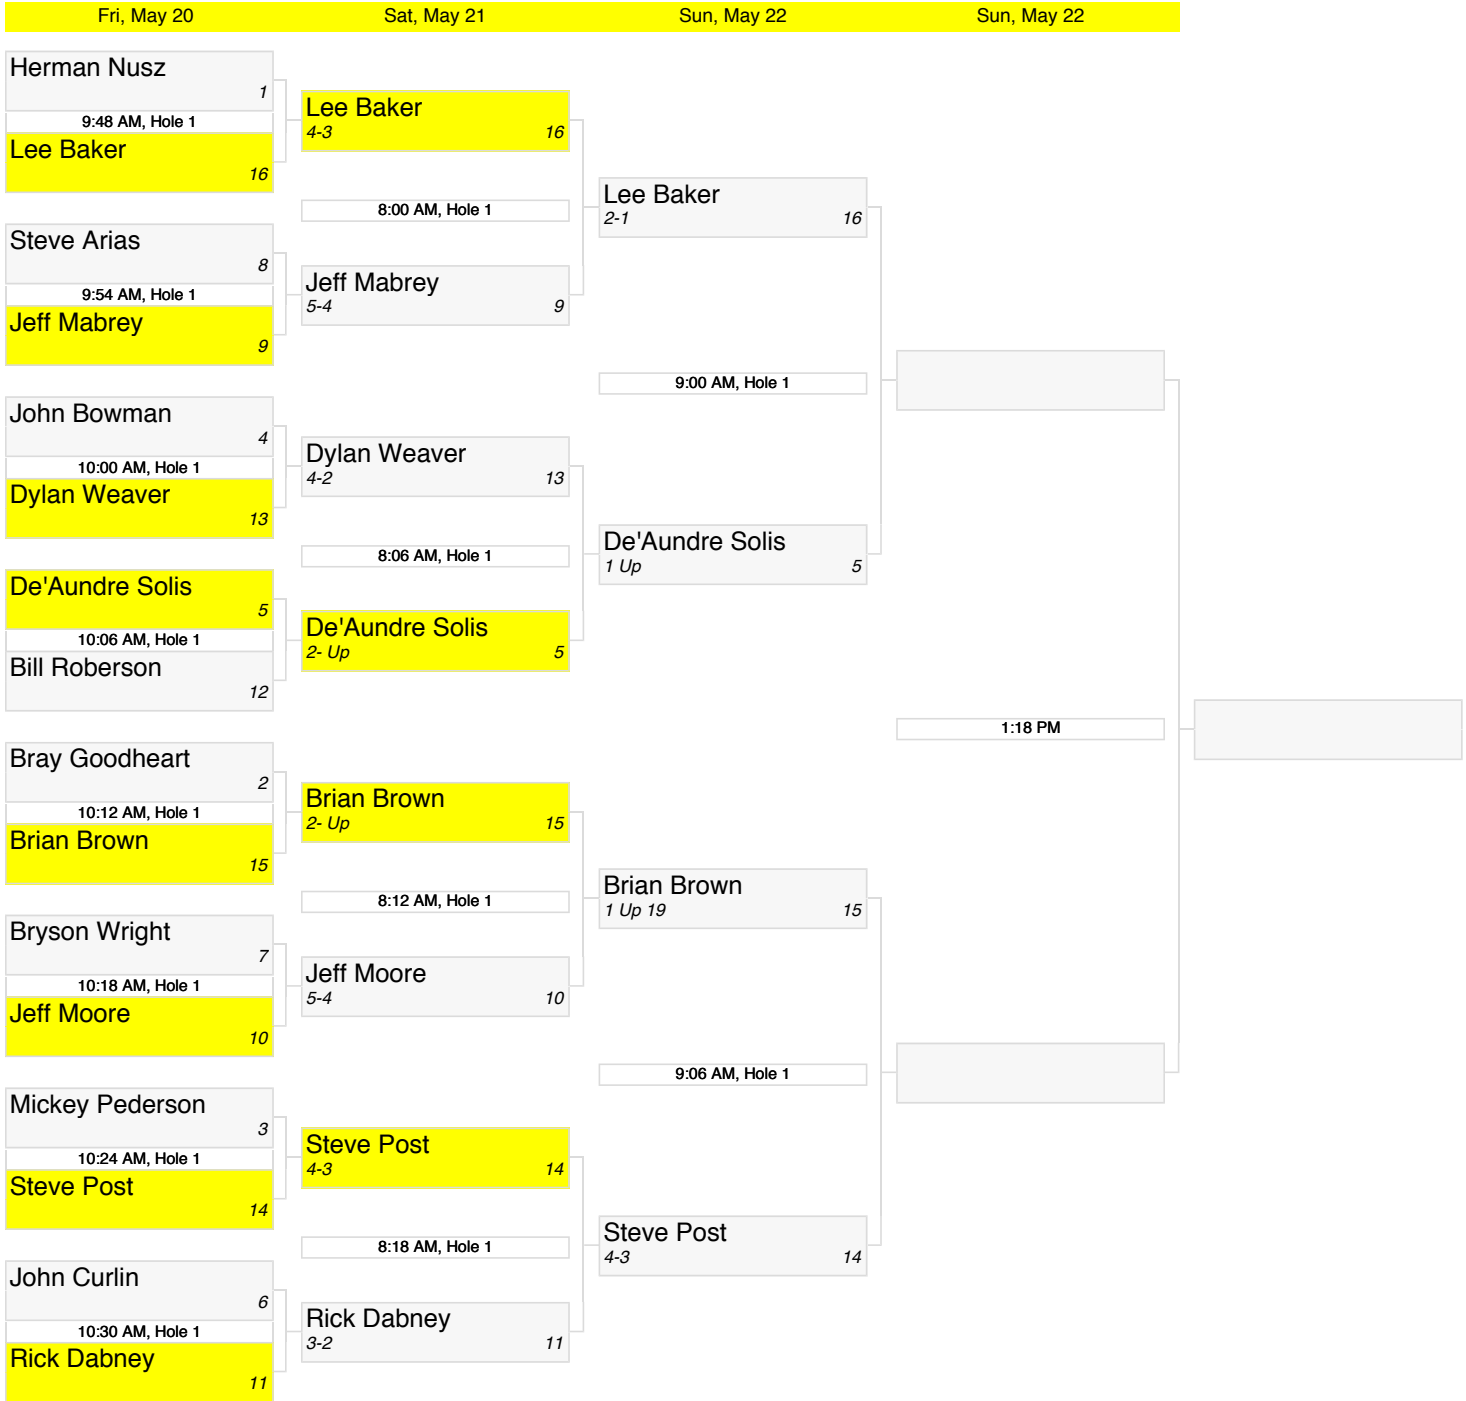 Fri, May 20
Sat, May 21
Sun, May 22
Sun, May 22
Herman Nusz
1
9:48 AM, Hole 1
Lee Baker
16
Steve Arias
8
9:54 AM, Hole 1
Jeff Mabrey
9
John Bowman
4
10:00 AM, Hole 1
Dylan Weaver
13
De'Aundre Solis
5
10:06 AM, Hole 1
Bill Roberson
12
Bray Goodheart
2
10:12 AM, Hole 1
Brian Brown
15
Bryson Wright
7
10:18 AM, Hole 1
Jeff Moore
10
Mickey Pederson
3
10:24 AM, Hole 1
Steve Post
14
John Curlin
6
10:30 AM, Hole 1
Rick Dabney
11
Lee Baker
4-3 16
8:00 AM, Hole 1
Jeff Mabrey
5-4 9
Dylan Weaver
4-2 13
8:06 AM, Hole 1
De'Aundre Solis
2- Up 5
Brian Brown
2- Up 15
8:12 AM, Hole 1
Jeff Moore
5-4 10
Steve Post
4-3 14
8:18 AM, Hole 1
Rick Dabney
3-2 11
Lee Baker
2-1 16
9:00 AM, Hole 1
De'Aundre Solis
1 Up 5
Brian Brown
1 Up 19 15
9:06 AM, Hole 1
Steve Post
4-3 14
1:18 PM